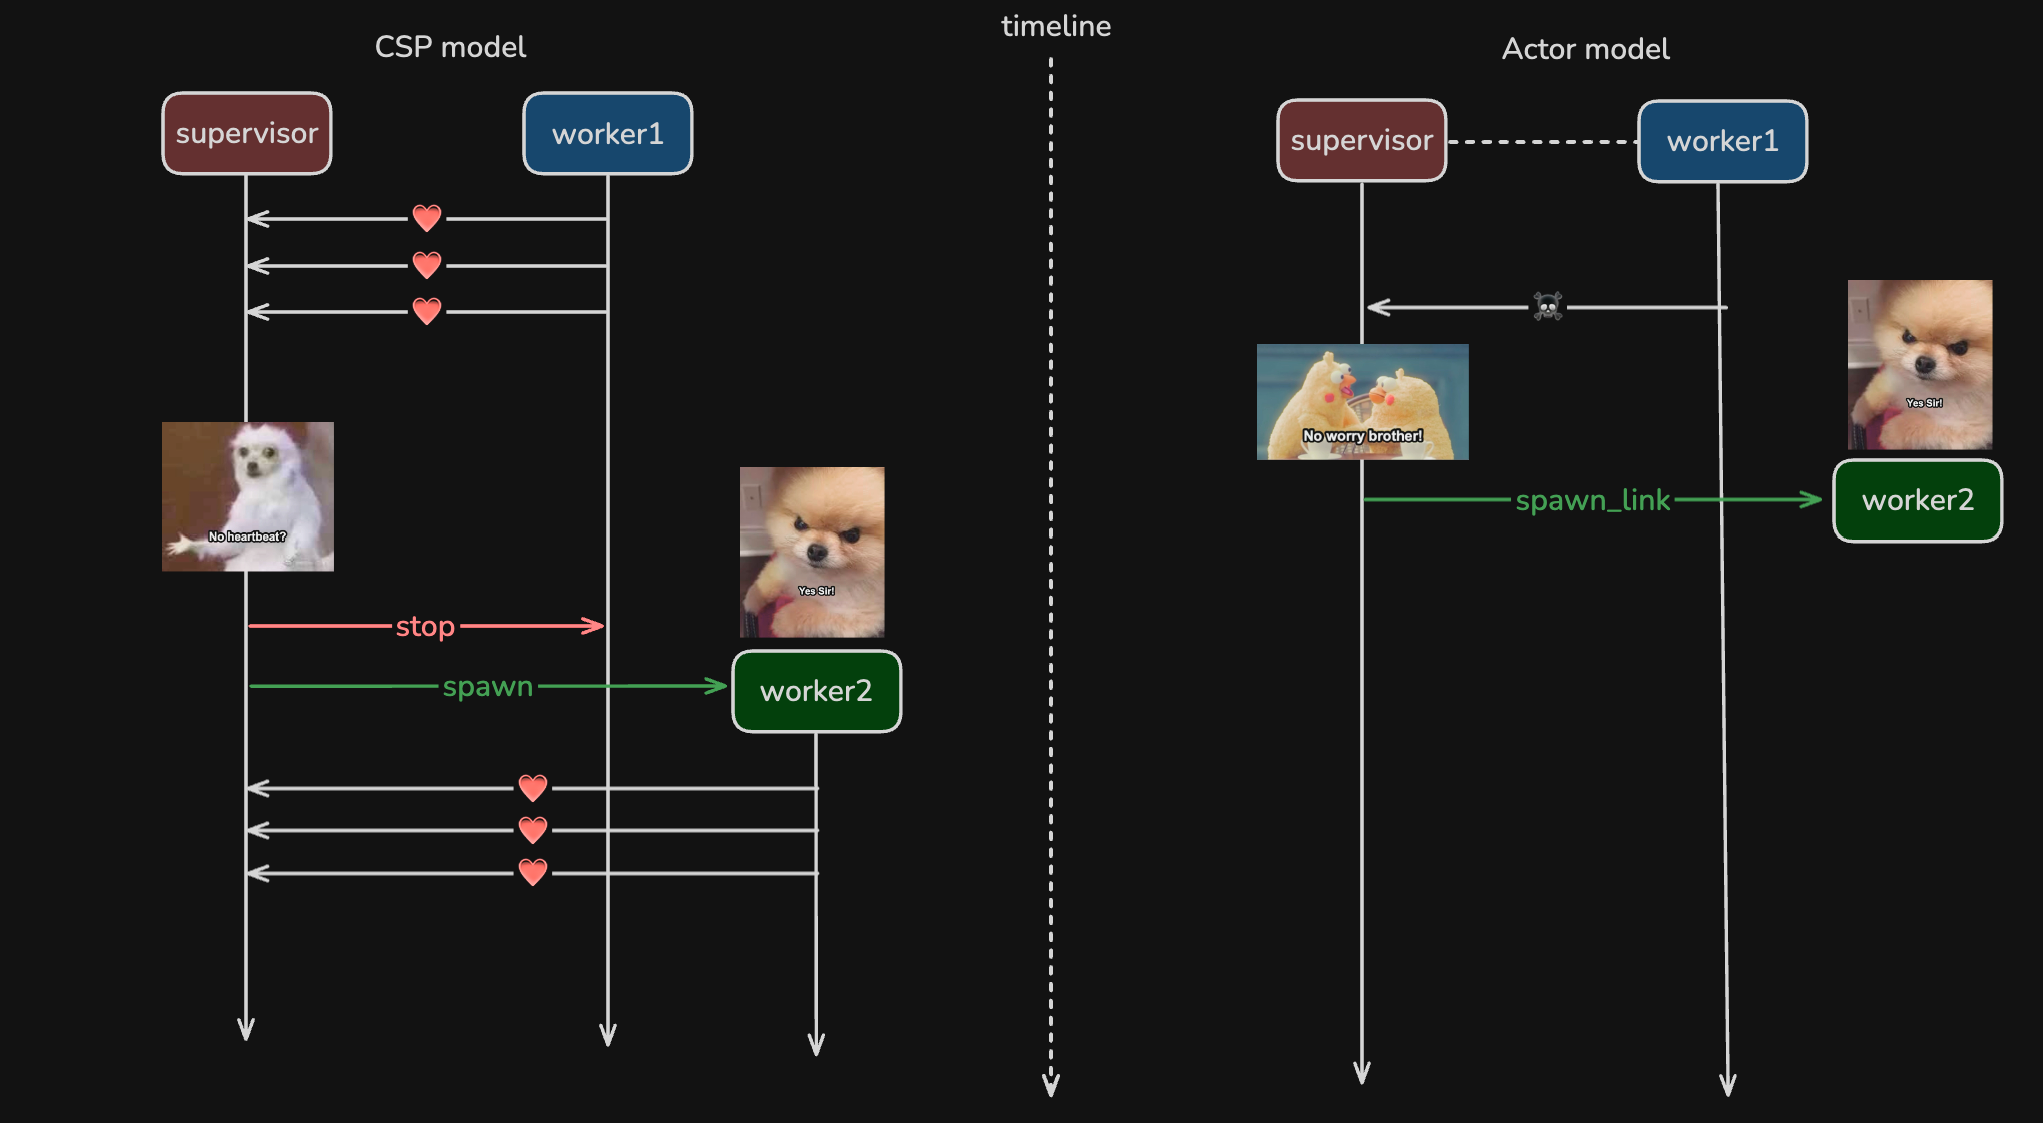 timeline
CSP model
Actor model
supervisor
worker1
supervisor
worker1
No heartbeat?
stop
spawn
Yes Sir!
worker2
No worry brother!
spawn_link
Yes Sir!
worker2